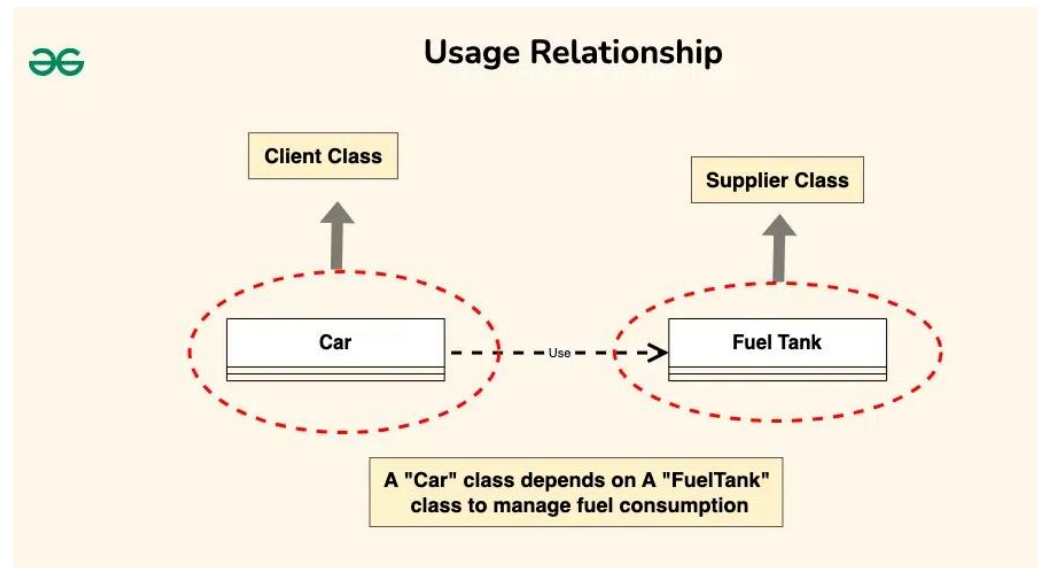 Usage Relationship
Client Class
Supplier Class
Car
Use
Fuel Tank
A "Car" class depends on A "FuelTank"
class to manage fuel consumption